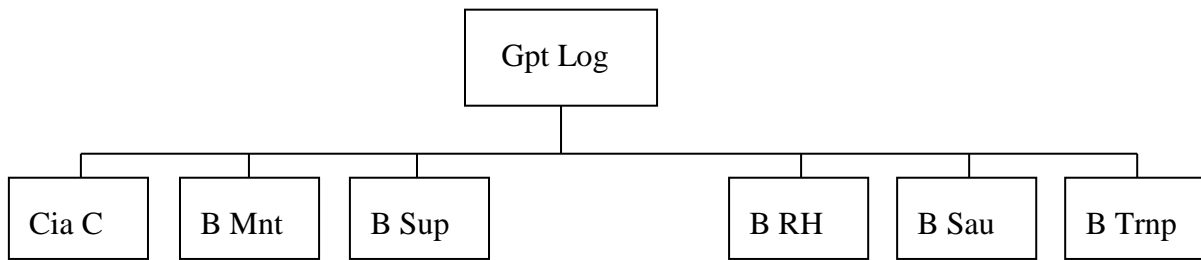 Gpt Log
Cia C
B Mnt
B Sup
B RH
B Sau
B Trnp